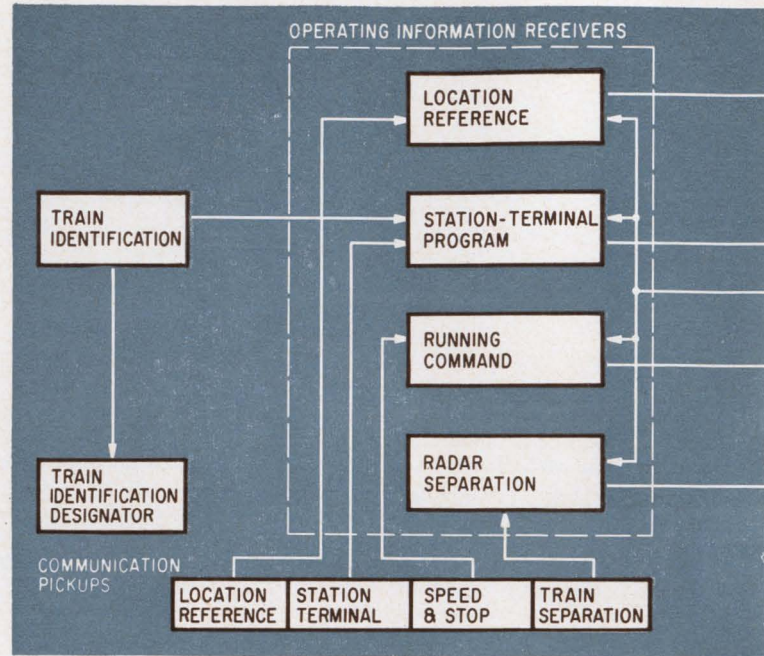 OPERATING INFORMATION RECEIVERS
LOCATION
REFERENCE
TRAIN
IDENTIFICATION
STATION-TERMINAL
PROGRAM
RUNNING
COMMAND
RADAR
SEPARATION
TRAIN
IDENTIFICATION
DESIGNATOR
COMMUNICATION
PICKUPS
LOCATION
REFERENCE
STATION
TERMINAL
SPEED
& STOP
TRAIN
SEPARATION